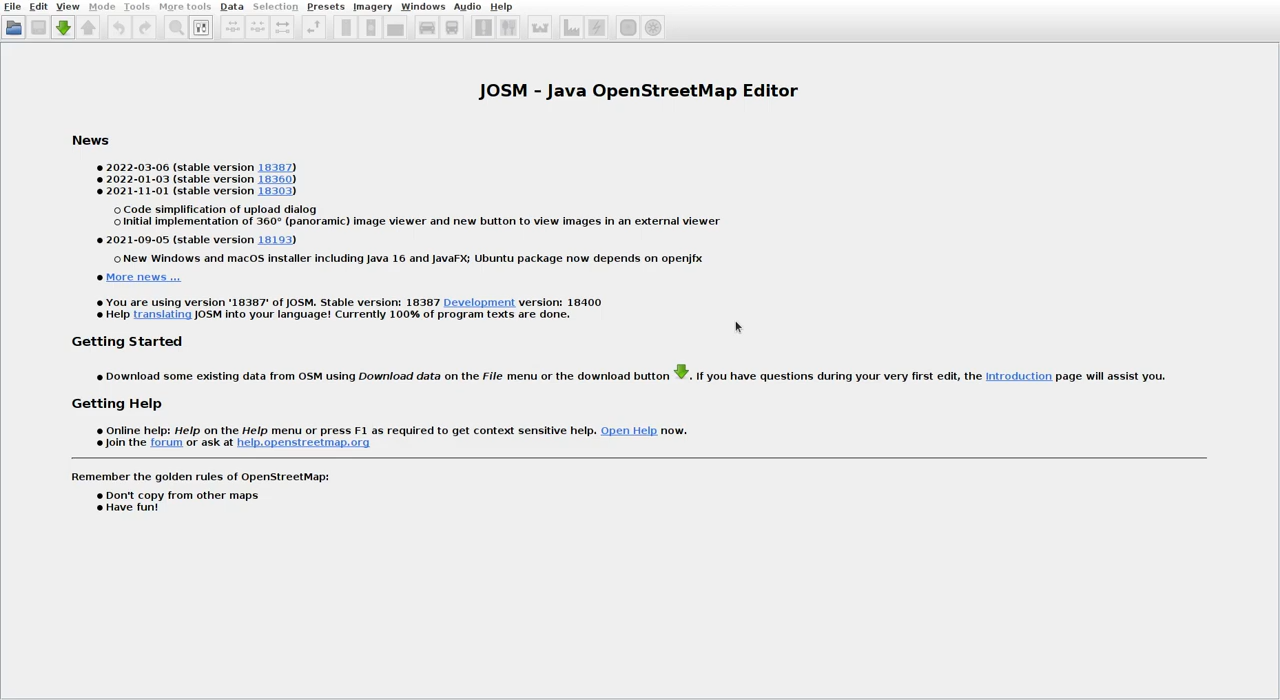 File Edit View Mode Tools More tools Data Selection Presets Imagery Windows Audio Help
JOSM – Java OpenStreetMap Editor
News
2022-03-06 (stable version 18387)
2022-01-03 (stable version 18360)
2021-11-01 (stable version 18303)
Code simplification of upload dialog
Initial implementation of 360° (panoramic) image viewer and new button to view images in an external viewer
2021-09-05 (stable version 18193)
New Windows and macOS installer including Java 16 and JavaFX; Ubuntu package now depends on openjfx
More news ...
You are using version '18387' of JOSM. Stable version: 18387 Development version: 18400
Help translating JOSM into your language! Currently 100% of program texts are done.
Getting Started
Download some existing data from OSM using Download data on the File menu or the download button . If you have questions during your very first edit, the Introduction page will assist you.
Getting Help
Online help: Help on the Help menu or press F1 as required to get context sensitive help. Open Help now.
Join the forum or ask at help.openstreetmap.org
Remember the golden rules of OpenStreetMap:
Don't copy from other maps
Have fun!